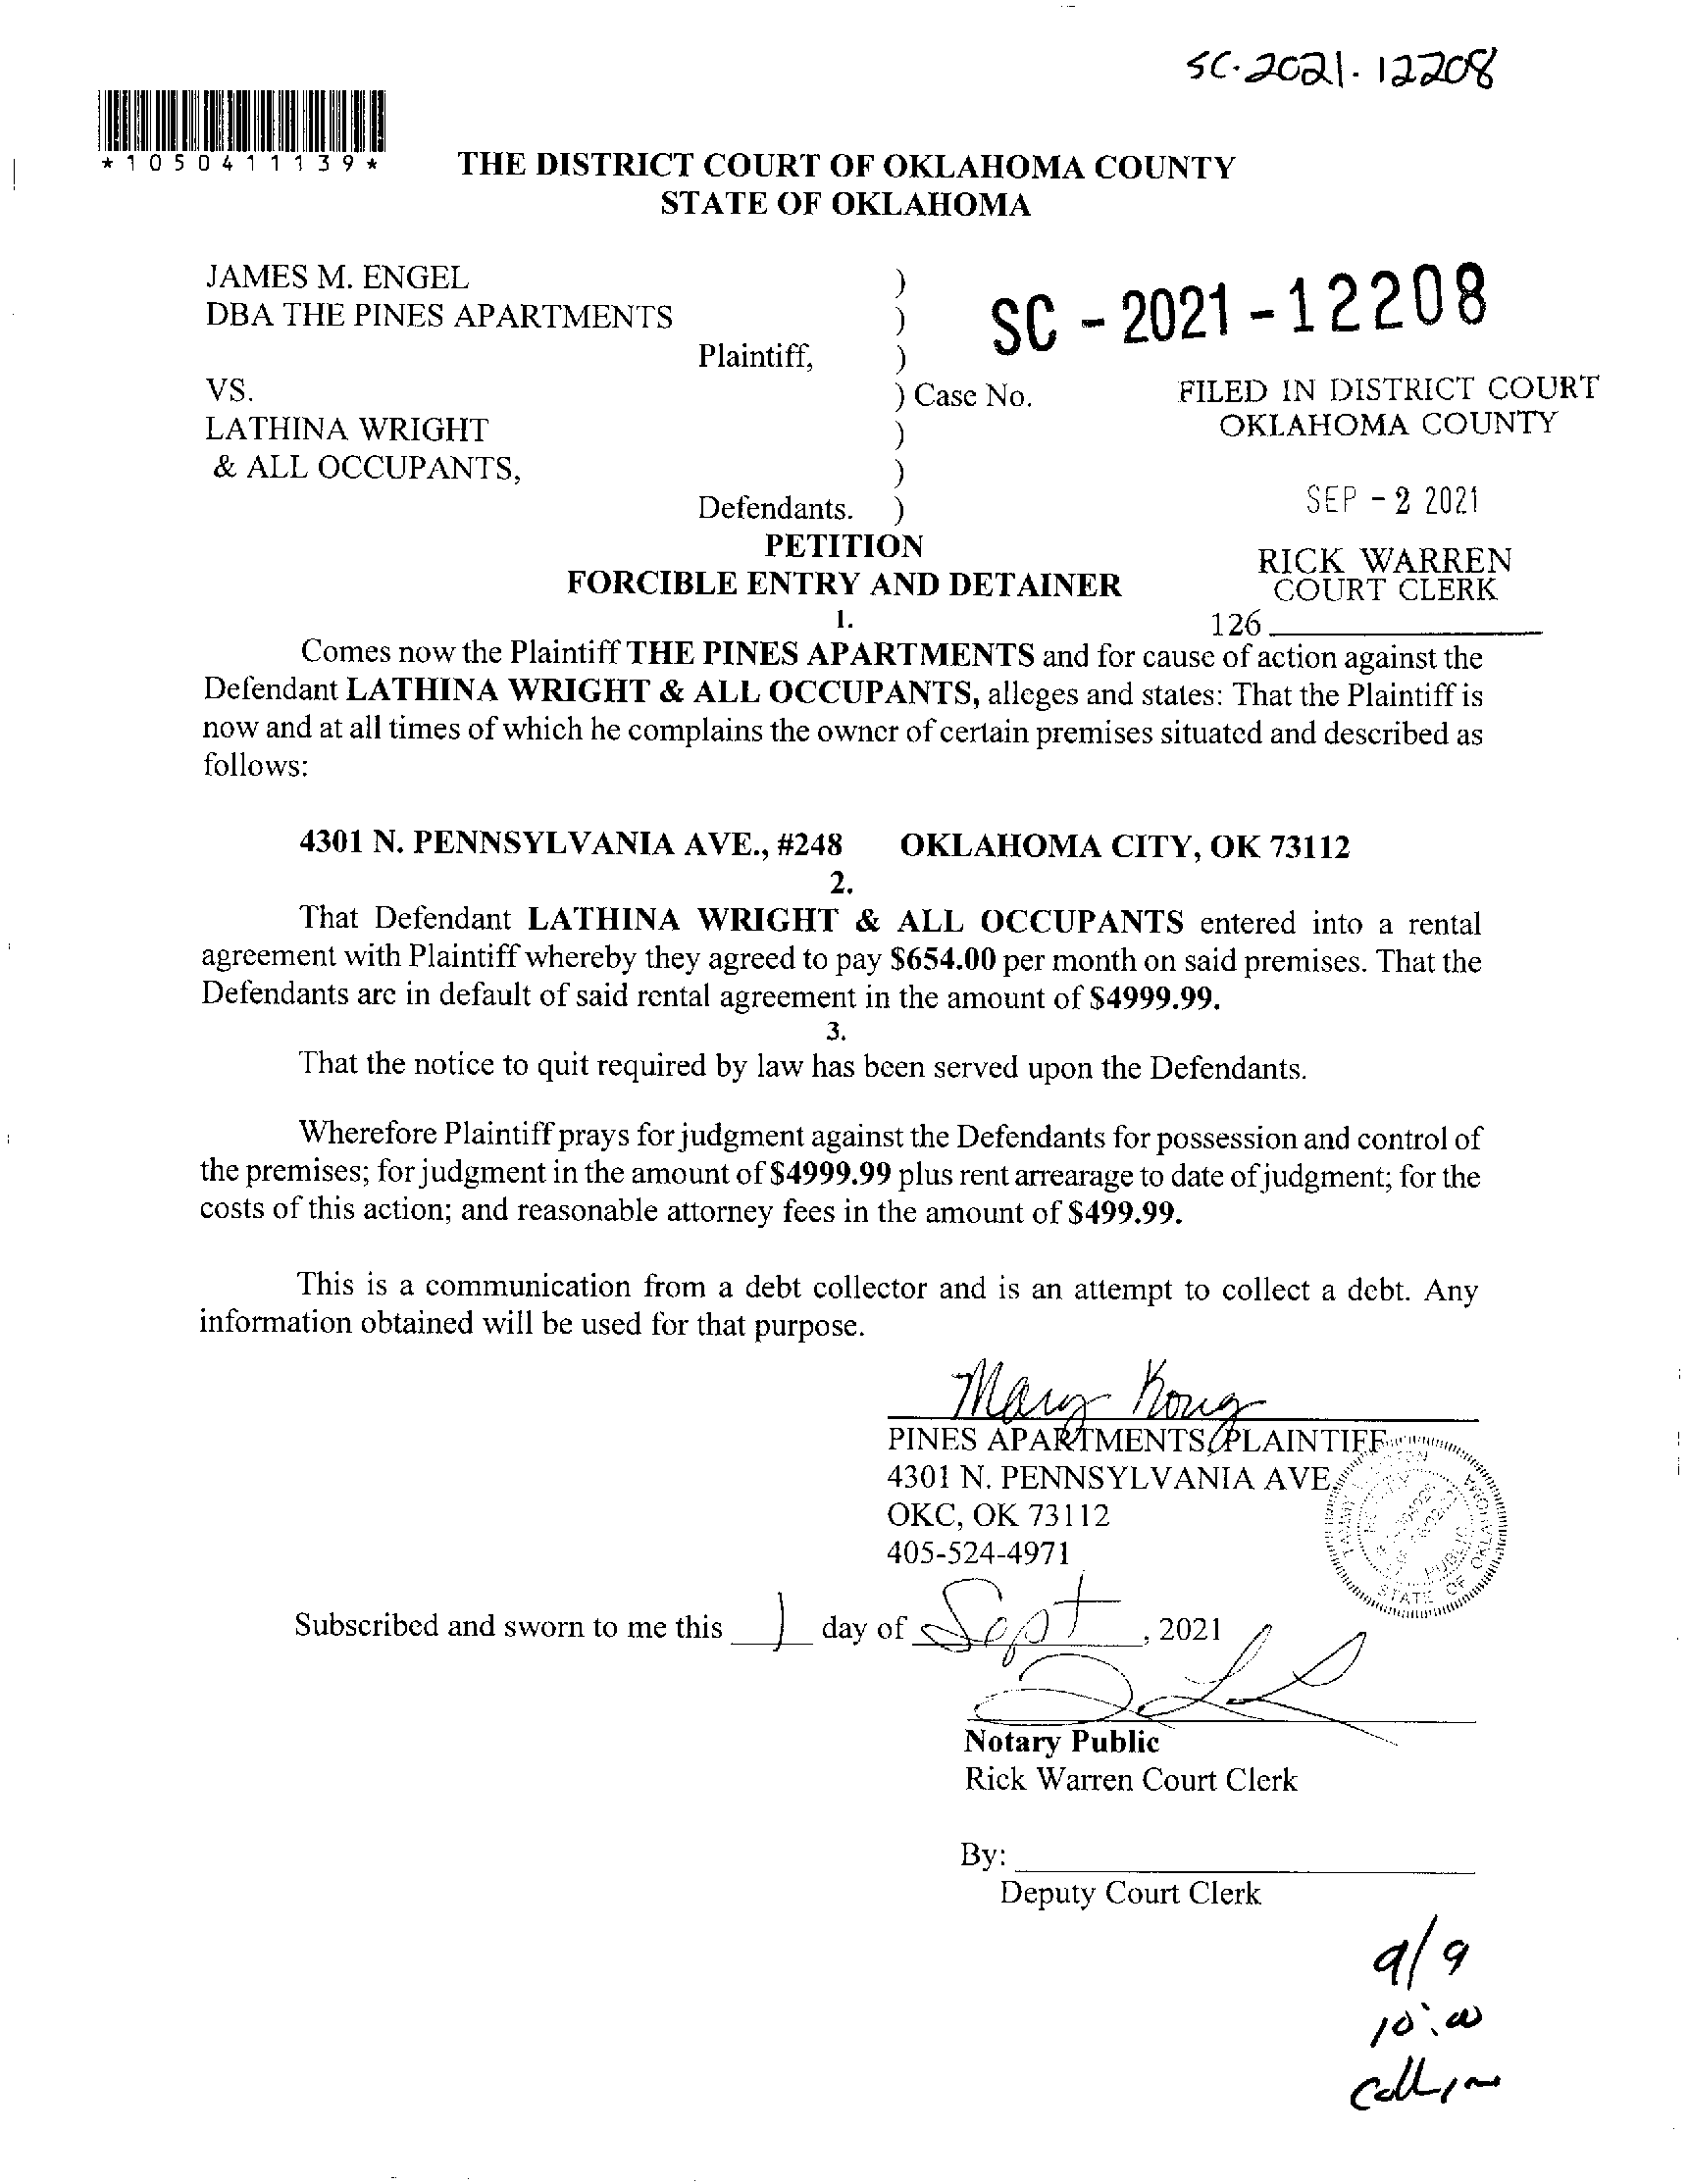 SC-2021-12208
*1050411139*
THE DISTRICT COURT OF OKLAHOMA COUNTY
STATE OF OKLAHOMA
JAMES M. ENGEL )
DBA THE PINES APARTMENTS )
SC - 2021 - 12208
Plaintiff, )
VS. ) Case No.
FILED IN DISTRICT COURT
OKLAHOMA COUNTY
LATHINA WRIGHT )
& ALL OCCUPANTS, )
SEP - 2 2021
Defendants. )
PETITION
RICK WARREN
COURT CLERK
FORCIBLE ENTRY AND DETAINER
126
1.
Comes now the Plaintiff THE PINES APARTMENTS and for cause of action against the
Defendant LATHINA WRIGHT & ALL OCCUPANTS, alleges and states: That the Plaintiff is
now and at all times of which he complains the owner of certain premises situated and described as
follows:
4301 N. PENNSYLVANIA AVE., #248 OKLAHOMA CITY, OK 73112
2.
That Defendant LATHINA WRIGHT & ALL OCCUPANTS entered into a rental
agreement with Plaintiff whereby they agreed to pay $654.00 per month on said premises. That the
Defendants are in default of said rental agreement in the amount of $4999.99.
3.
That the notice to quit required by law has been served upon the Defendants.
Wherefore Plaintiff prays for judgment against the Defendants for possession and control of
the premises; for judgment in the amount of $4999.99 plus rent arrearage to date of judgment; for the
costs of this action; and reasonable attorney fees in the amount of $499.99.
This is a communication from a debt collector and is an attempt to collect a debt. Any
information obtained will be used for that purpose.
Mary Kong
PINES APARTMENTS/PLAINTIFF
4301 N. PENNSYLVANIA AVE.
OKC, OK 73112
405-524-4971
TAMMY
PUBLIC
STATE OF OKLAHOMA
Subscribed and sworn to me this 1 day of Sept, 2021
Notary Public
Rick Warren Court Clerk
By:
Deputy Court Clerk
9/9
10:00